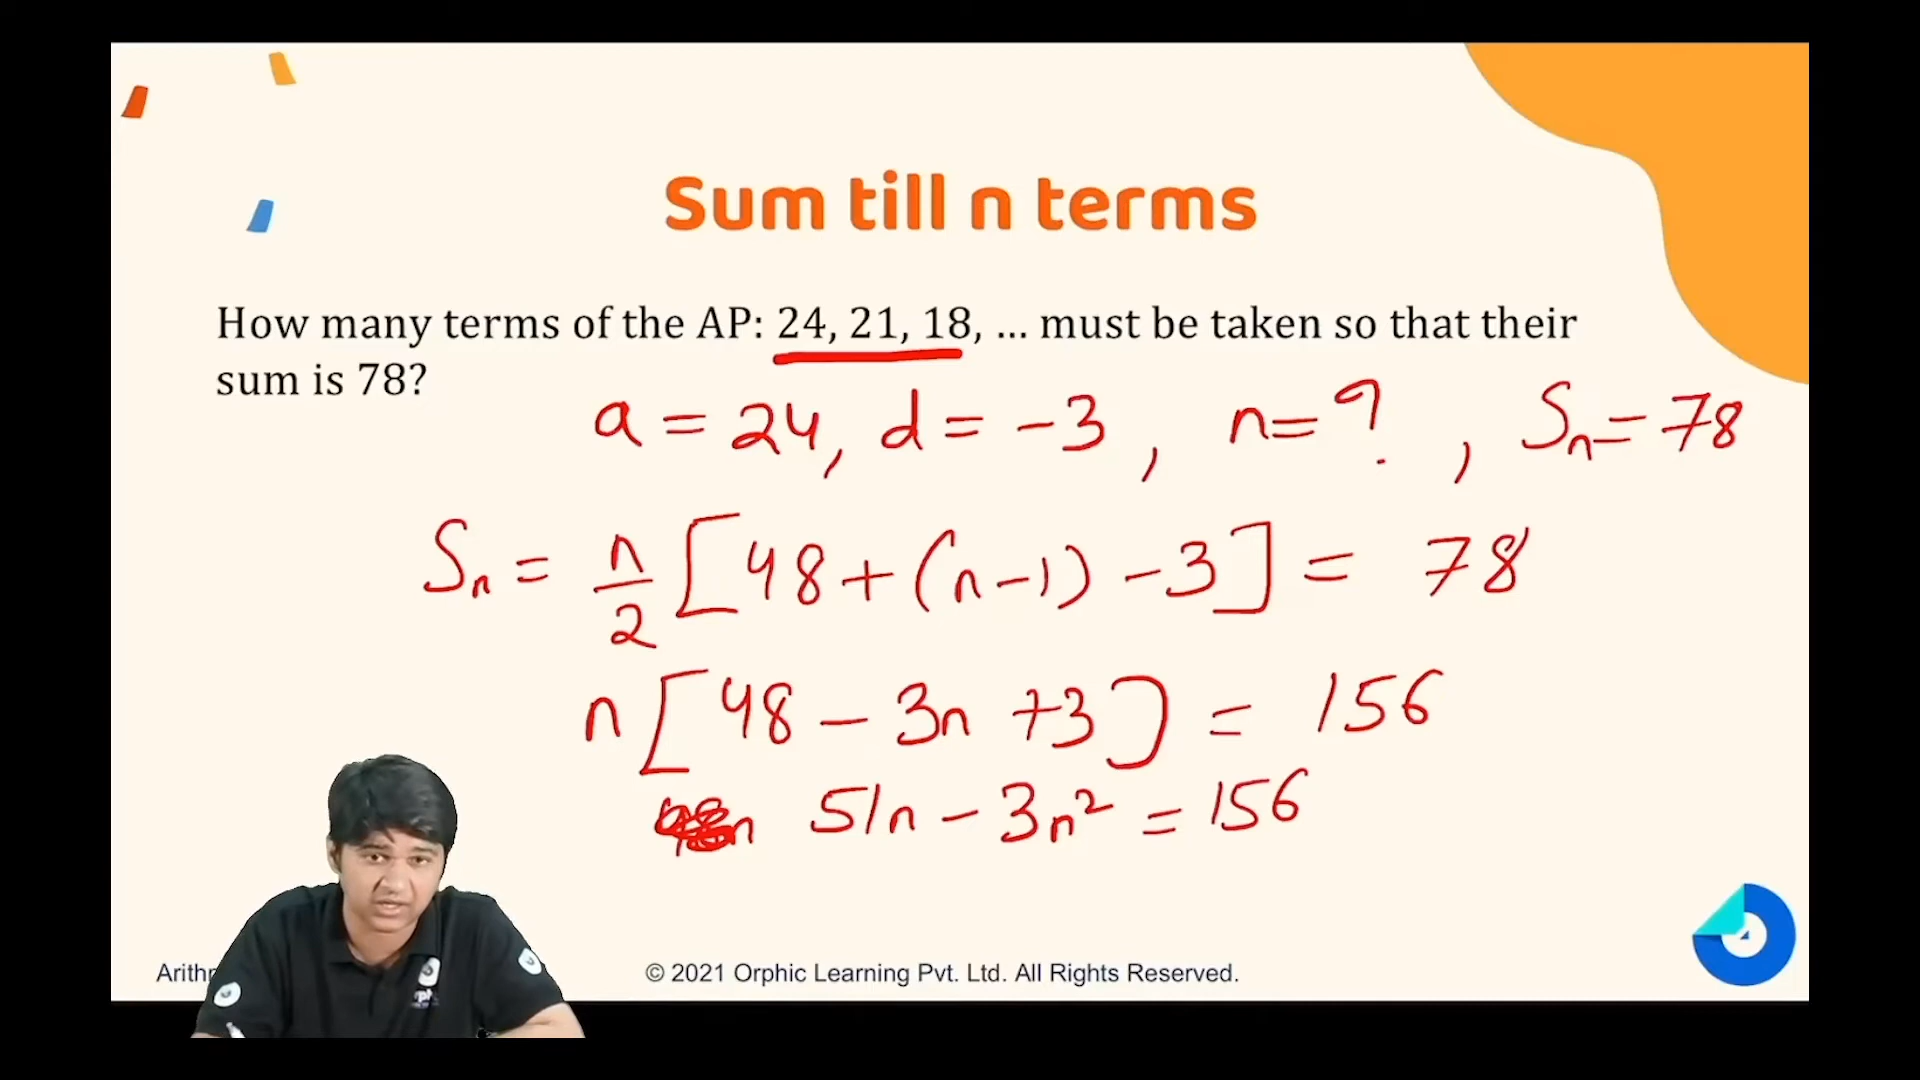 Sum till n terms
How many terms of the AP: 24, 21, 18, ... must be taken so that their
sum is 78?
a = 24, d = -3, n = ?, Sₙ = 78
Sₙ = n/2 [48 + (n-1) -3] = 78
n [48 - 3n + 3] = 156
n 51n - 3n² = 156
© 2021 Orphic Learning Pvt. Ltd. All Rights Reserved.